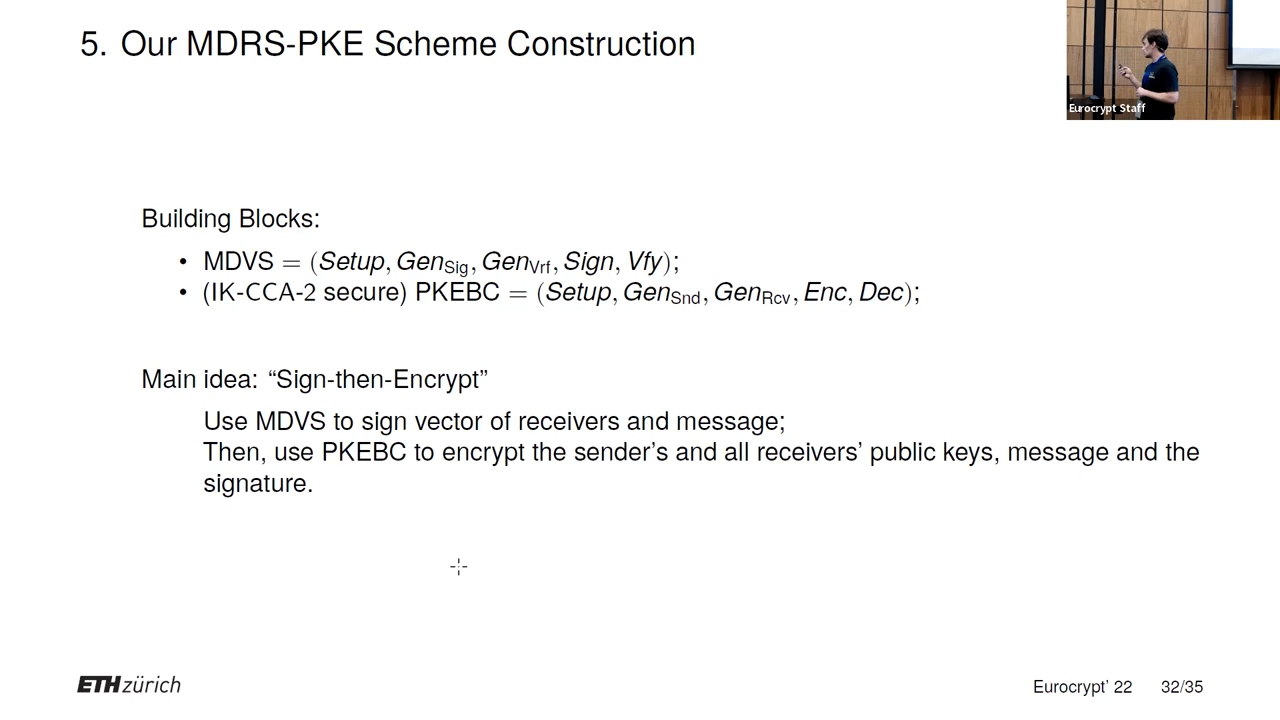 5. Our MDRS-PKE Scheme Construction
Eurocrypt Staff
Building Blocks:
• MDVS = (Setup, Gen_Sig, Gen_Vrf, Sign, Vfy);
• (IK-CCA-2 secure) PKEBC = (Setup, Gen_Snd, Gen_Rcv, Enc, Dec);
Main idea: “Sign-then-Encrypt”
Use MDVS to sign vector of receivers and message;
Then, use PKEBC to encrypt the sender’s and all receivers’ public keys, message and the
signature.
ETH zürich
Eurocrypt’ 22 32/35